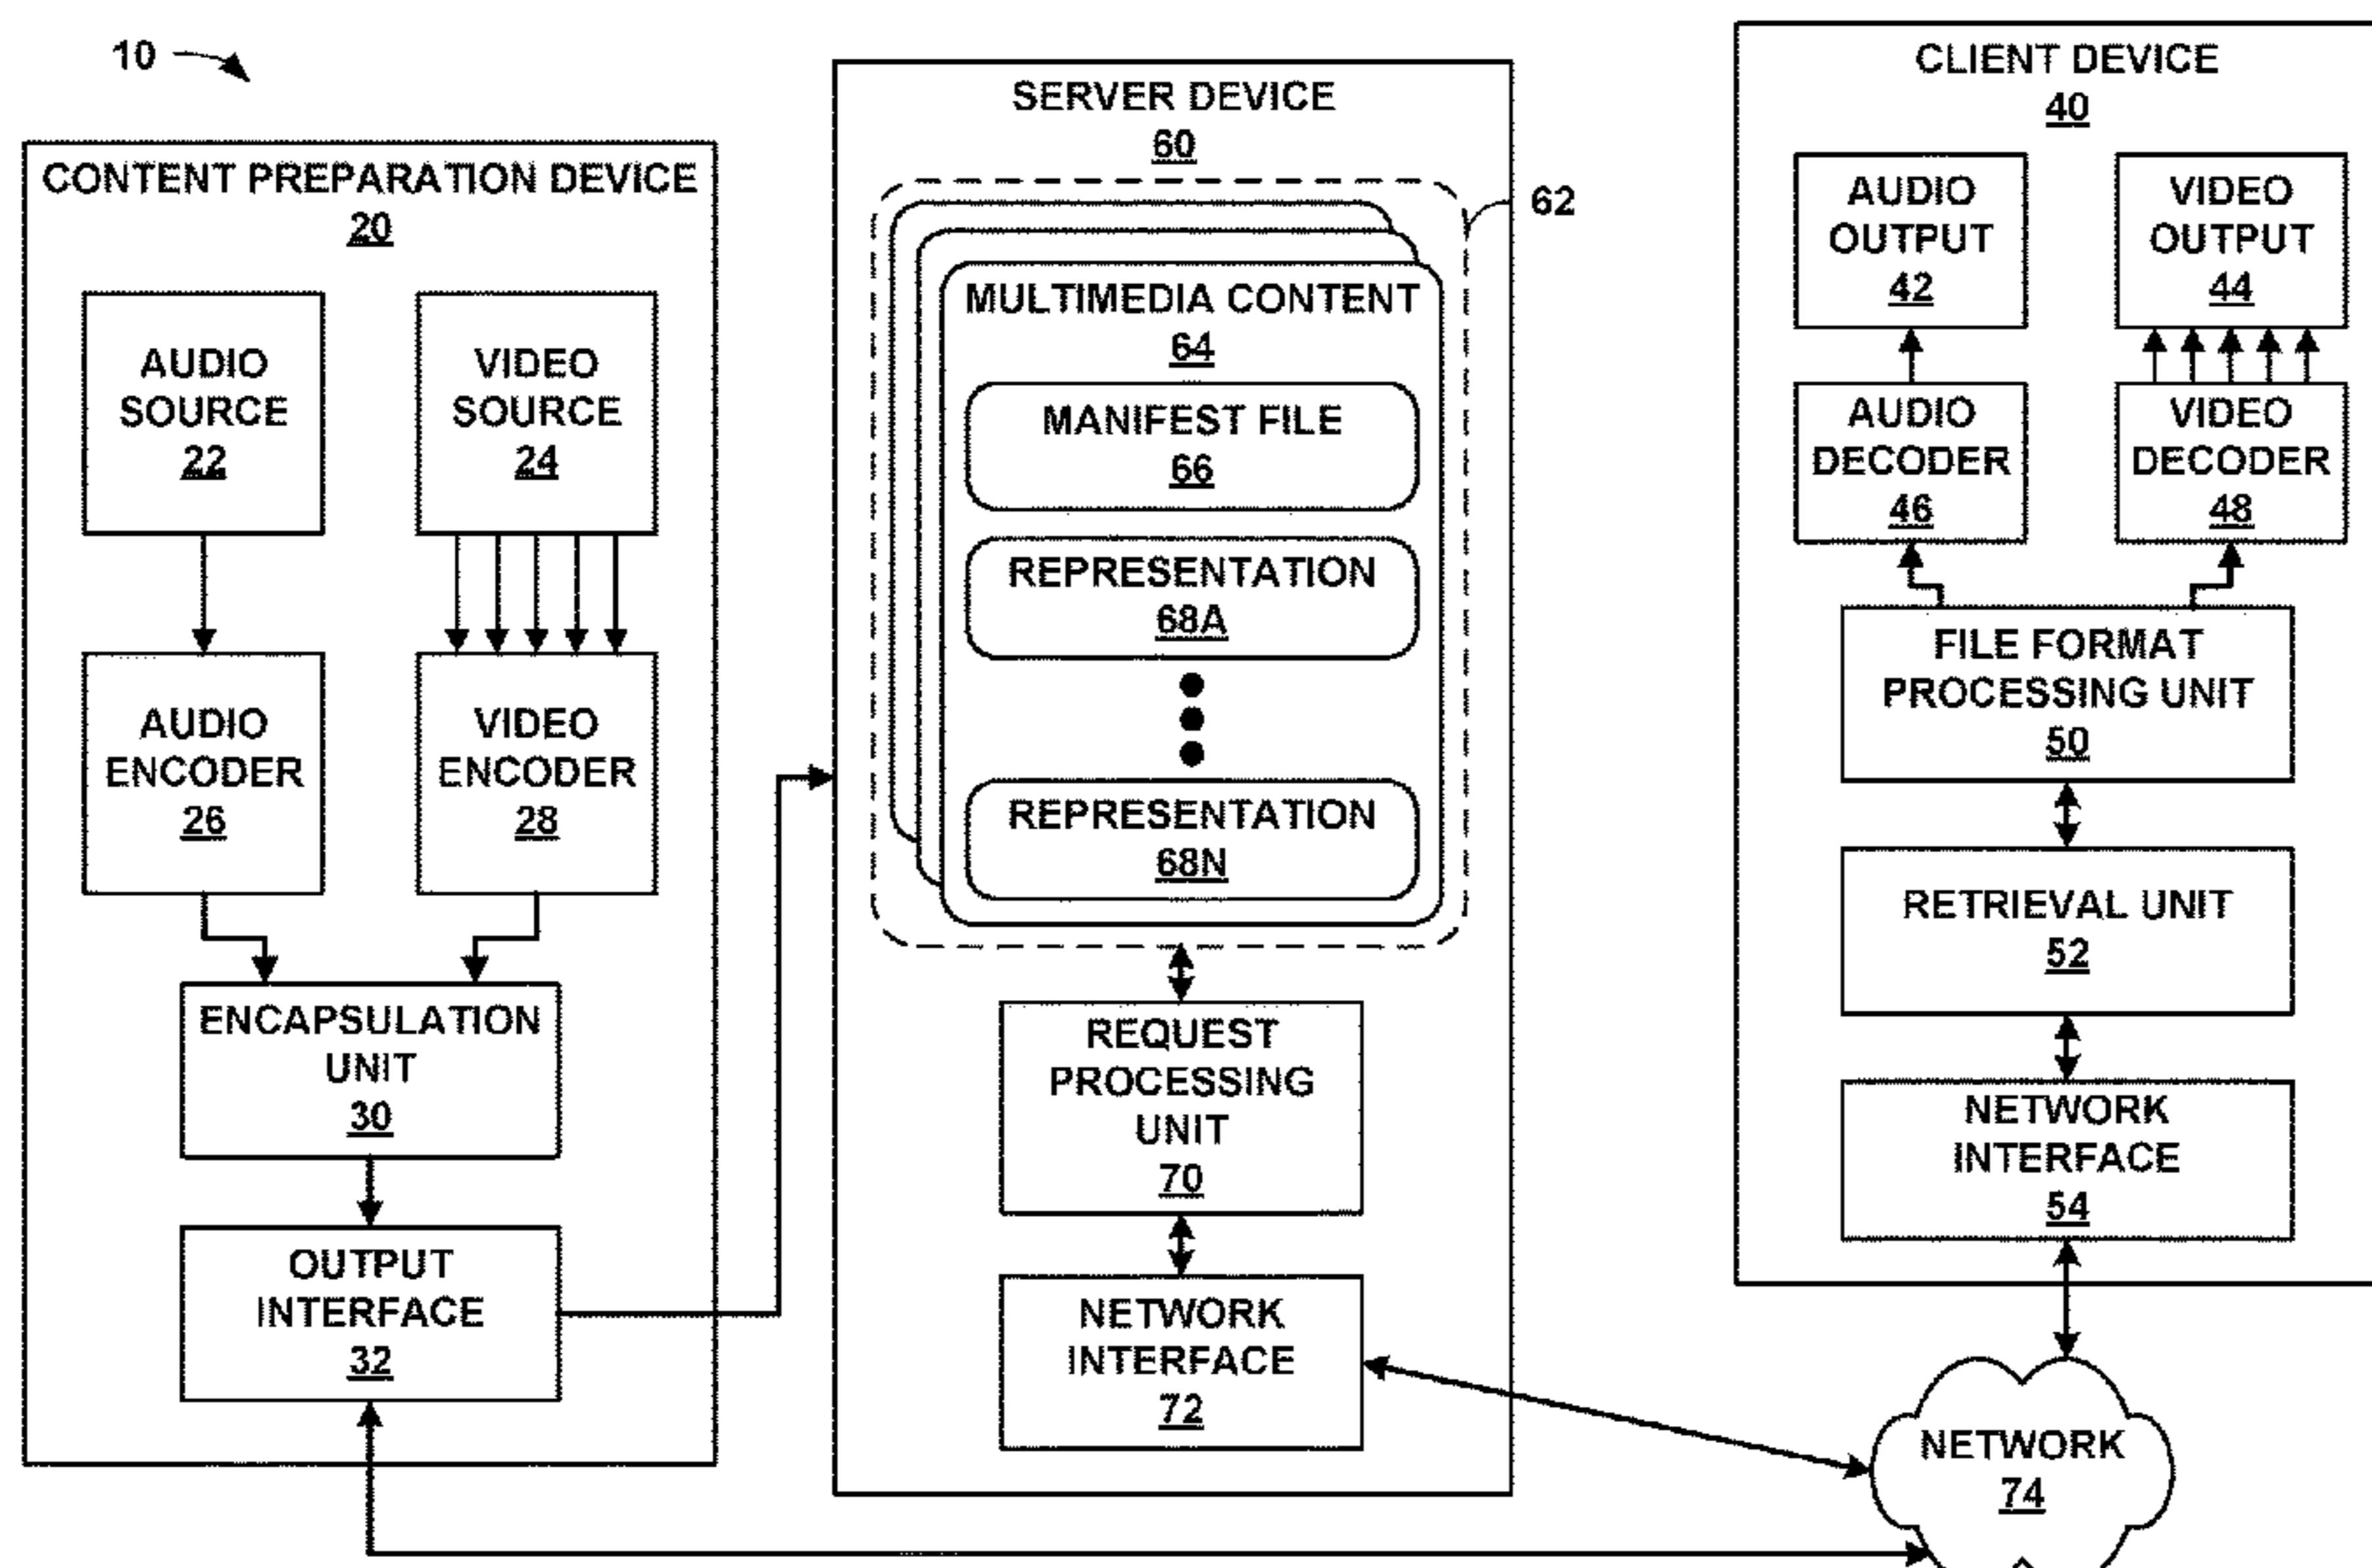 10
CONTENT PREPARATION DEVICE
20
AUDIO
SOURCE
22
VIDEO
SOURCE
24
AUDIO
ENCODER
26
VIDEO
ENCODER
28
ENCAPSULATION
UNIT
30
OUTPUT
INTERFACE
32
SERVER DEVICE
60
62
MULTIMEDIA CONTENT
64
MANIFEST FILE
66
REPRESENTATION
68A
REPRESENTATION
68N
REQUEST
PROCESSING
UNIT
70
NETWORK
INTERFACE
72
CLIENT DEVICE
40
AUDIO
OUTPUT
42
VIDEO
OUTPUT
44
AUDIO
DECODER
46
VIDEO
DECODER
48
FILE FORMAT
PROCESSING UNIT
50
RETRIEVAL UNIT
52
NETWORK
INTERFACE
54
NETWORK
74